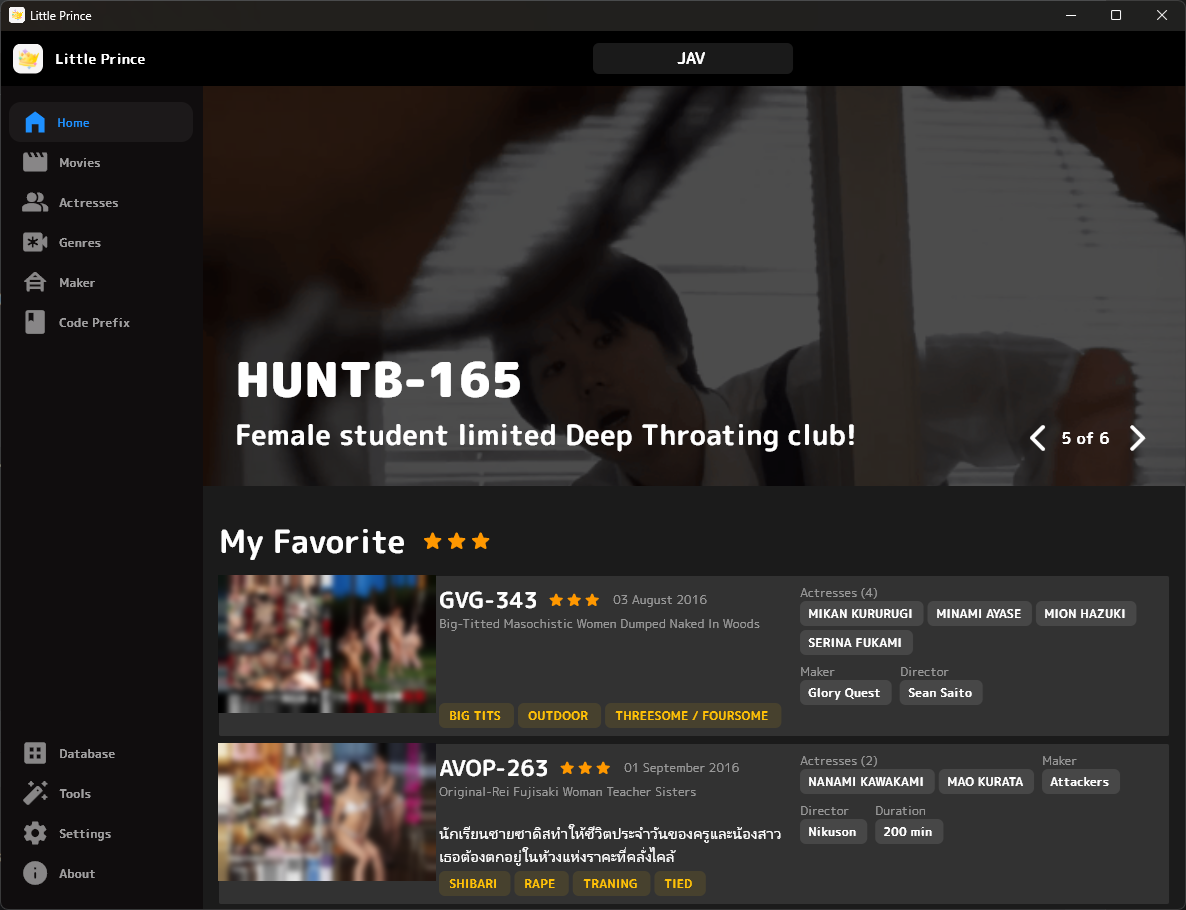 Little Prince
Little Prince
JAV
Home
Movies
Actresses
Genres
Maker
Code Prefix
Database
Tools
Settings
About
HUNTB-165
Female student limited Deep Throating club!
5 of 6
My Favorite
GVG-343 03 August 2016
Big-Titted Masochistic Women Dumped Naked In Woods
BIG TITS OUTDOOR THREESOME / FOURSOME
Actresses (4)
MIKAN KURURUGI MINAMI AYASE MION HAZUKI
SERINA FUKAMI
Maker Director
Glory Quest Sean Saito
AVOP-263 01 September 2016
Original-Rei Fujisaki Woman Teacher Sisters
นักเรียนชายซาดิสทำให้ชีวิตประจำวันของครูและน้องสาว
เธอต้องตกอยู่ในห้วงแห่งราคะที่คลั่งไคล้
SHIBARI RAPE TRANING TIED
Actresses (2) Maker
NANAMI KAWAKAMI MAO KURATA Attackers
Director Duration
Nikuson 200 min